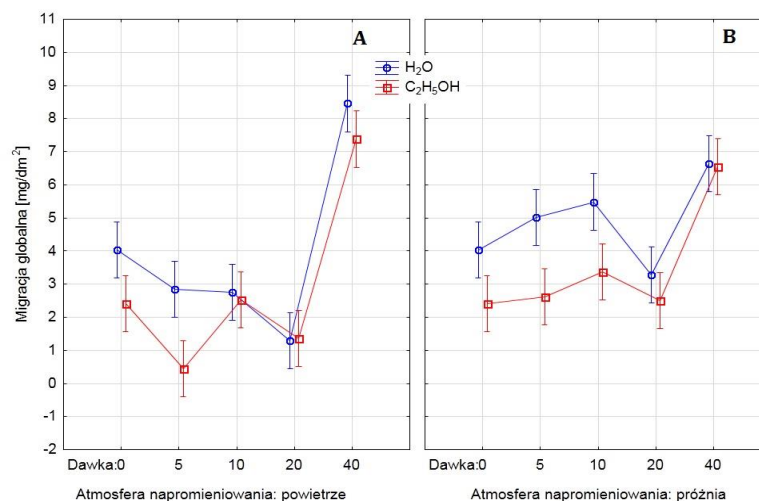 A
B
H₂O
C₂H₅OH
Migracja globalna [mg/dm²]
11
10
9
8
7
6
5
4
3
2
1
0
-1
-2
Dawka:0 5 10 20 40
Dawka:0 5 10 20 40
Atmosfera napromieniowania: powietrze
Atmosfera napromieniowania: próżnia